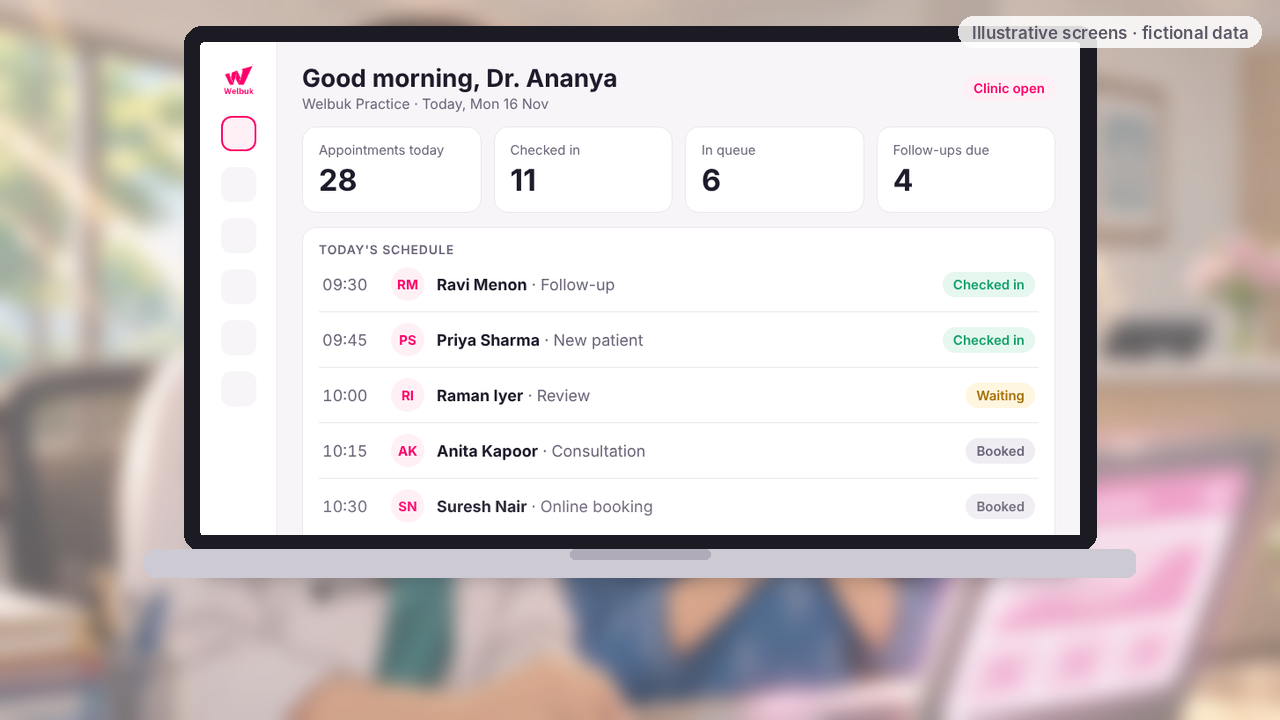 Illustrative screens · fictional data
Welbuk
Good morning, Dr. Ananya
Welbuk Practice · Today, Mon 16 Nov
Clinic open
Appointments today
28
Checked in
11
In queue
6
Follow-ups due
4
TODAY'S SCHEDULE
09:30 RM Ravi Menon · Follow-up Checked in
09:45 PS Priya Sharma · New patient Checked in
10:00 RI Raman Iyer · Review Waiting
10:15 AK Anita Kapoor · Consultation Booked
10:30 SN Suresh Nair · Online booking Booked